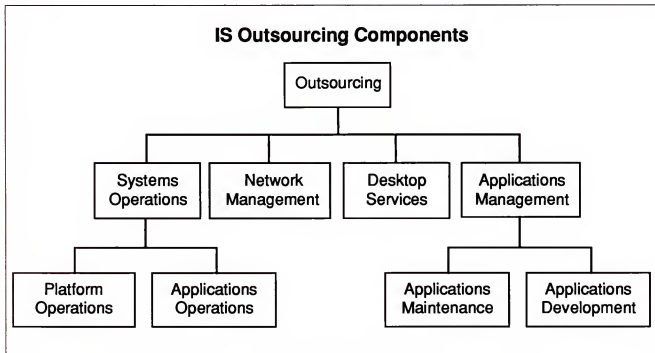 IS Outsourcing Components
Outsourcing
Systems
Operations
Network
Management
Desktop
Services
Applications
Management
Platform
Operations
Applications
Operations
Applications
Maintenance
Applications
Development